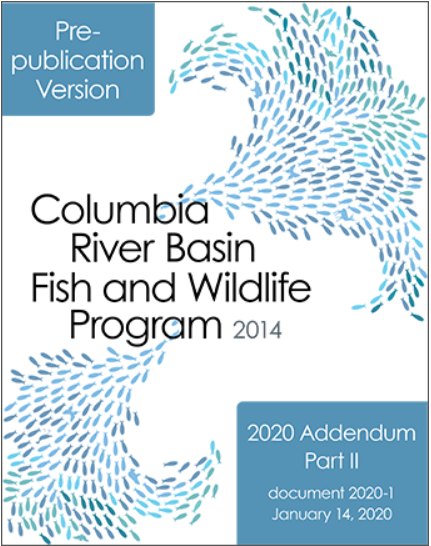 Pre-
publication
Version
Columbia
River Basin
Fish and Wildlife
Program 2014
2020 Addendum
Part II
document 2020-1
January 14, 2020